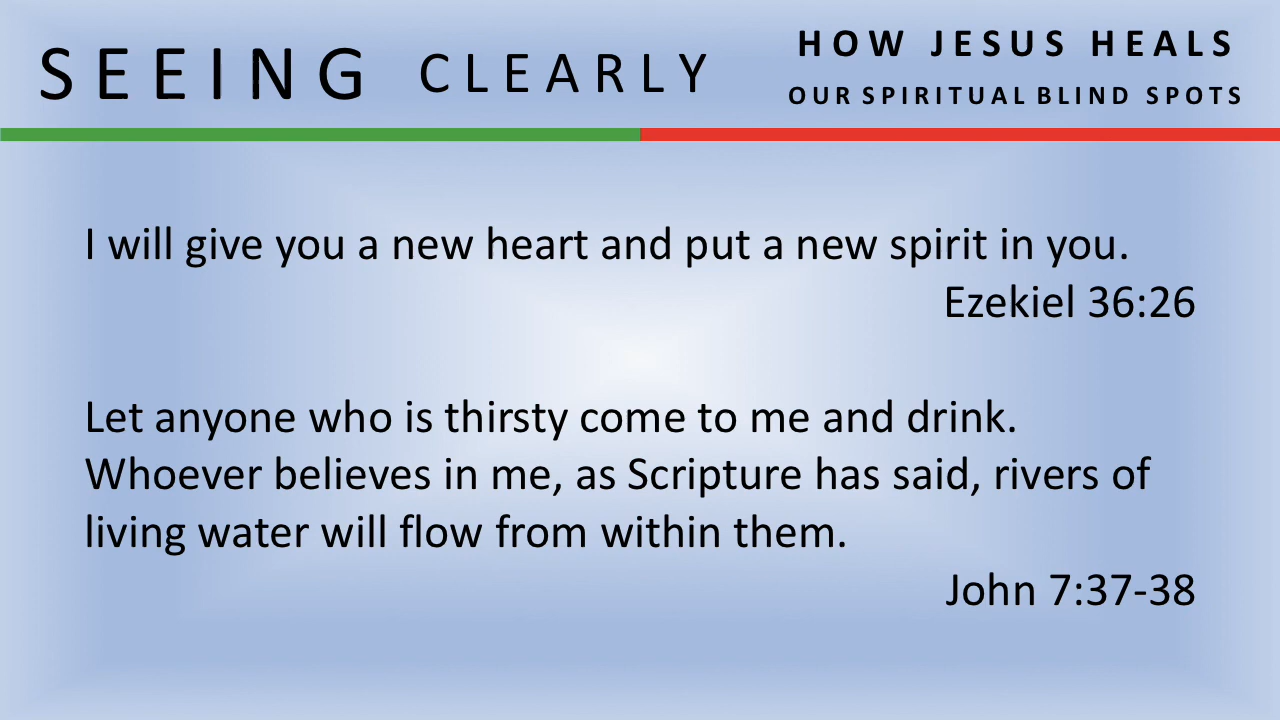 SEEING CLEARLY
HOW JESUS HEALS
OUR SPIRITUAL BLIND SPOTS
I will give you a new heart and put a new spirit in you.
Ezekiel 36:26
Let anyone who is thirsty come to me and drink.
Whoever believes in me, as Scripture has said, rivers of
living water will flow from within them.
John 7:37-38